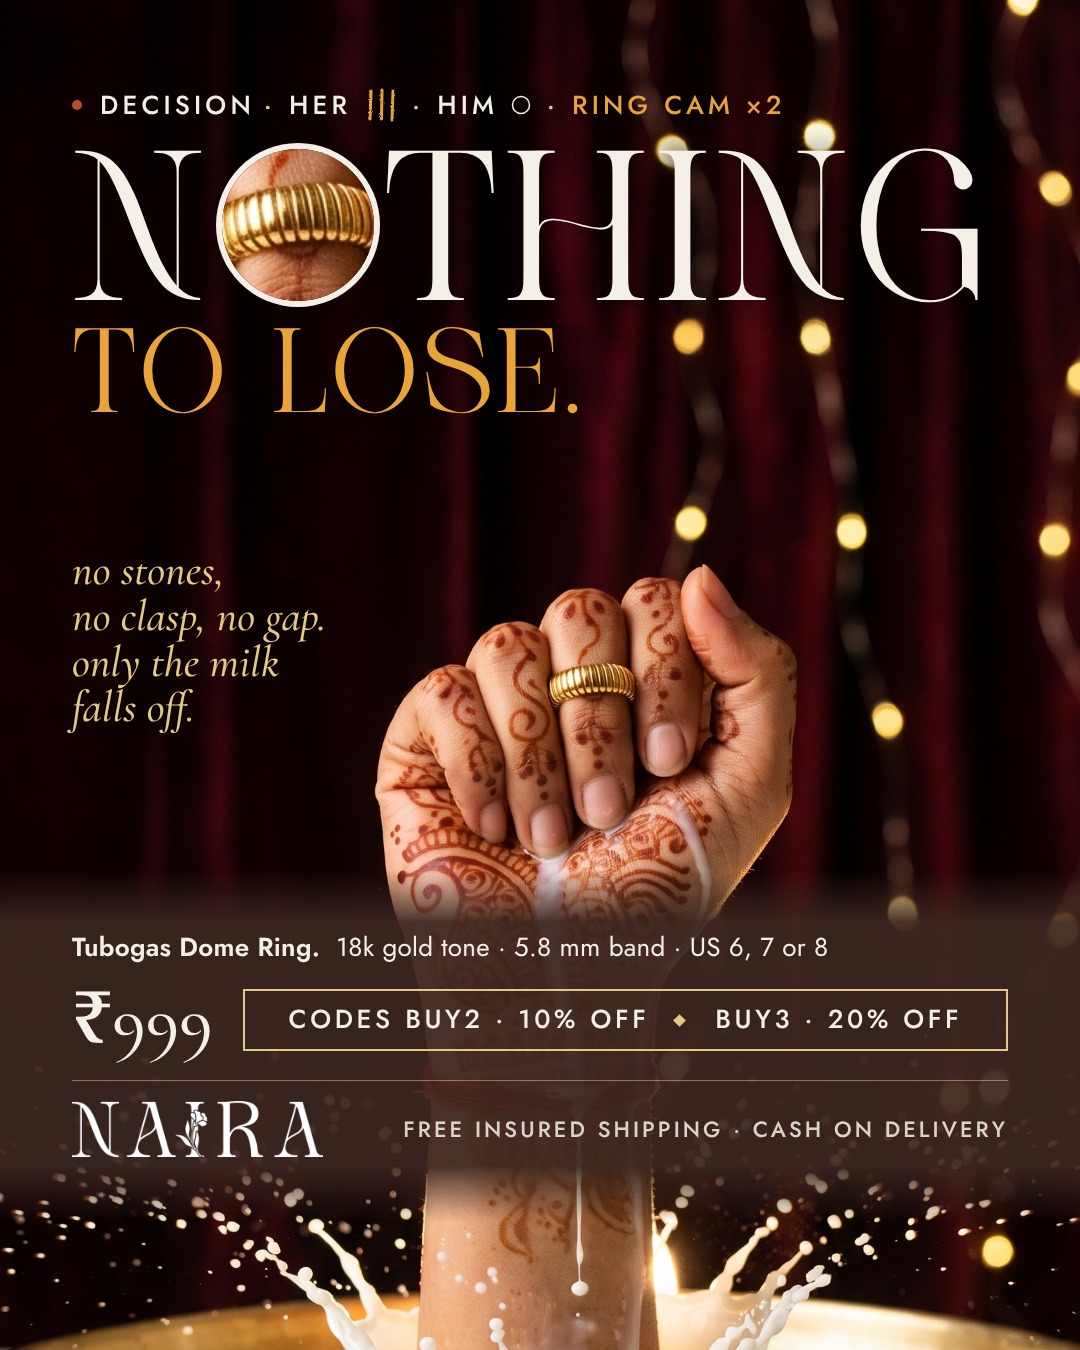 DECISION · HER · HIM ○ · RING CAM ×2
NOTHING
TO LOSE.
no stones,
no clasp, no gap.
only the milk
falls off.
Tubogas Dome Ring. 18k gold tone · 5.8 mm band · US 6, 7 or 8
₹999
CODES BUY2 · 10% OFF ◆ BUY3 · 20% OFF
NAIRA
FREE INSURED SHIPPING · CASH ON DELIVERY